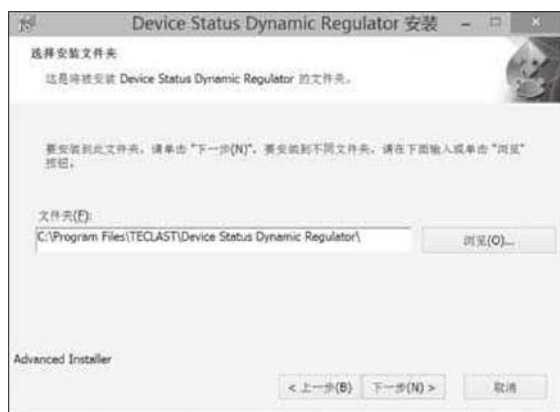 Device Status Dynamic Regulator 安装
选择安装文件夹
这是将被安装 Device Status Dynamic Regulator 的文件夹。
要安装到此文件夹，请单击 "下一步(N)"。要安装到不同文件夹，请在下面输入或单击 "浏览"
按钮。
文件夹(F):
C:\Program Files\TECLAST\Device Status Dynamic Regulator\
浏览(O)...
Advanced Installer
< 上一步(B)
下一步(N) >
取消